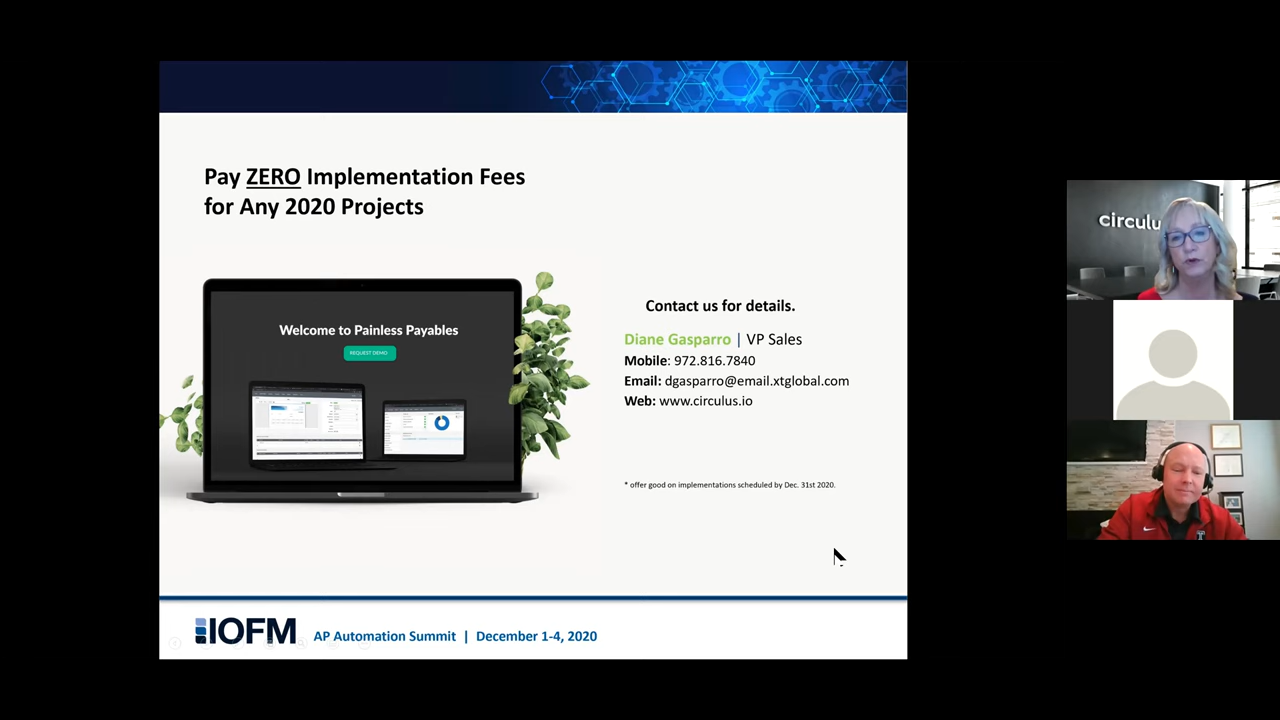 Pay ZERO Implementation Fees
for Any 2020 Projects
Welcome to Painless Payables
REQUEST DEMO
Contact us for details.
Diane Gasparro | VP Sales
Mobile: 972.816.7840
Email: dgasparro@email.xtglobal.com
Web: www.circulus.io
* offer good on implementations scheduled by Dec. 31st 2020.
IOFM
AP Automation Summit | December 1-4, 2020
circulu